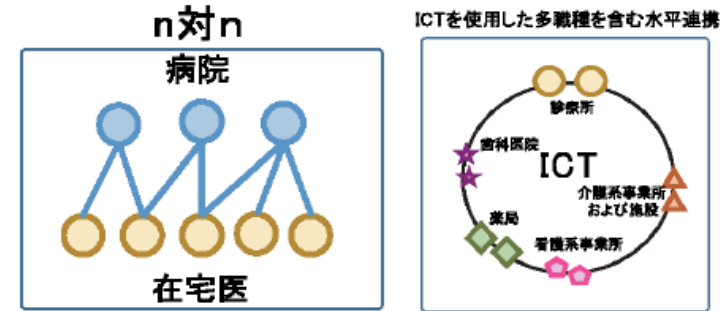 n対n
病院
在宅医
ICTを使用した多職種を含む水平連携
診療所
歯科医院
ICT
介護系事業所
および施設
薬局
看護系事業所